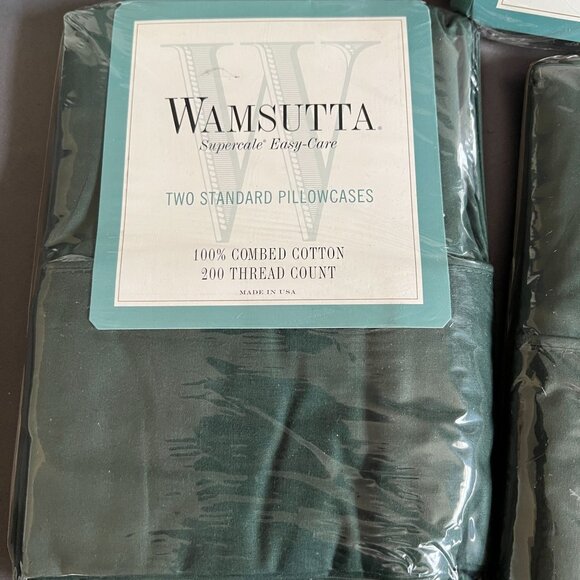 W
WAMSUTTA®
Supercale® Easy-Care
TWO STANDARD PILLOWCASES
100% COMBED COTTON
200 THREAD COUNT
MADE IN USA